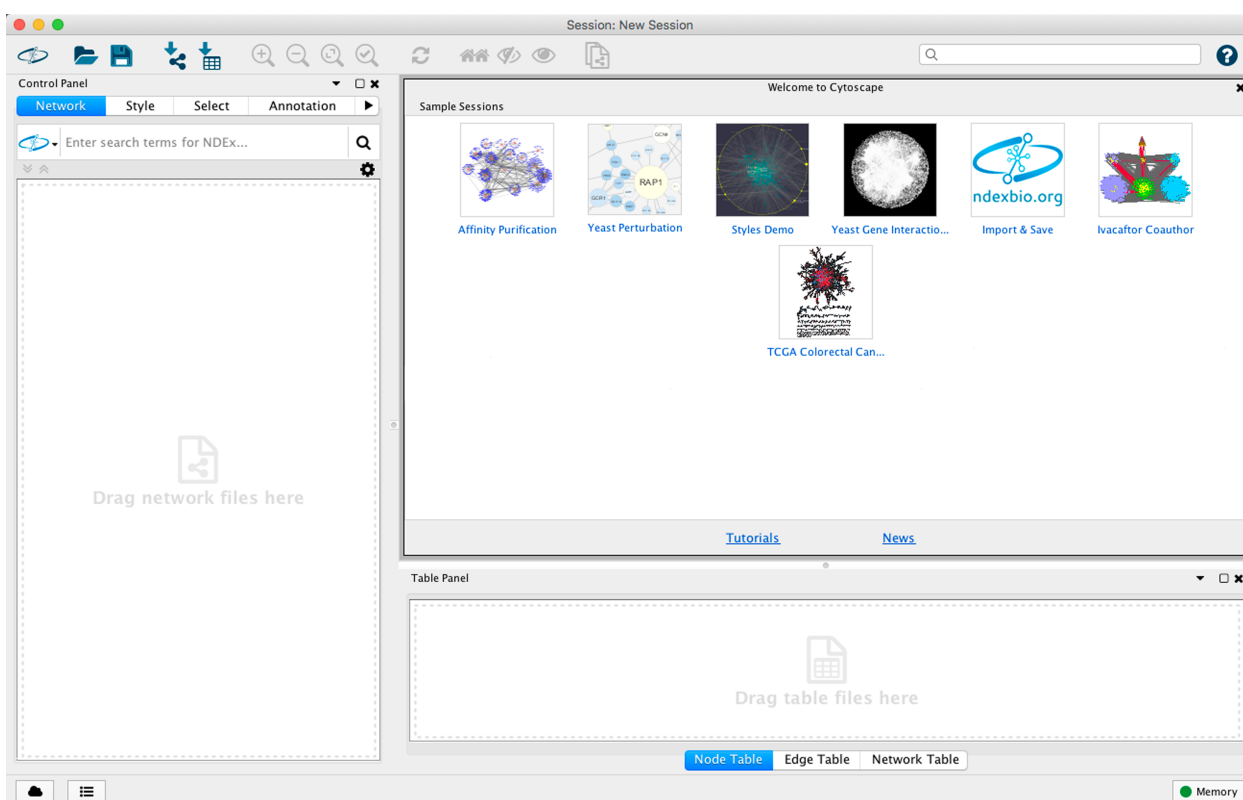 Session: New Session
Control Panel
Network Style Select Annotation
Enter search terms for NDEx...
Drag network files here
Welcome to Cytoscape
Sample Sessions
GCN4
RAP1
GCR1
ndexbio.org
Affinity Purification
Yeast Perturbation
Styles Demo
Yeast Gene Interactio...
Import & Save
Ivacaftor Coauthor
TCGA Colorectal Can...
Tutorials
News
Table Panel
Drag table files here
Node Table Edge Table Network Table
Memory